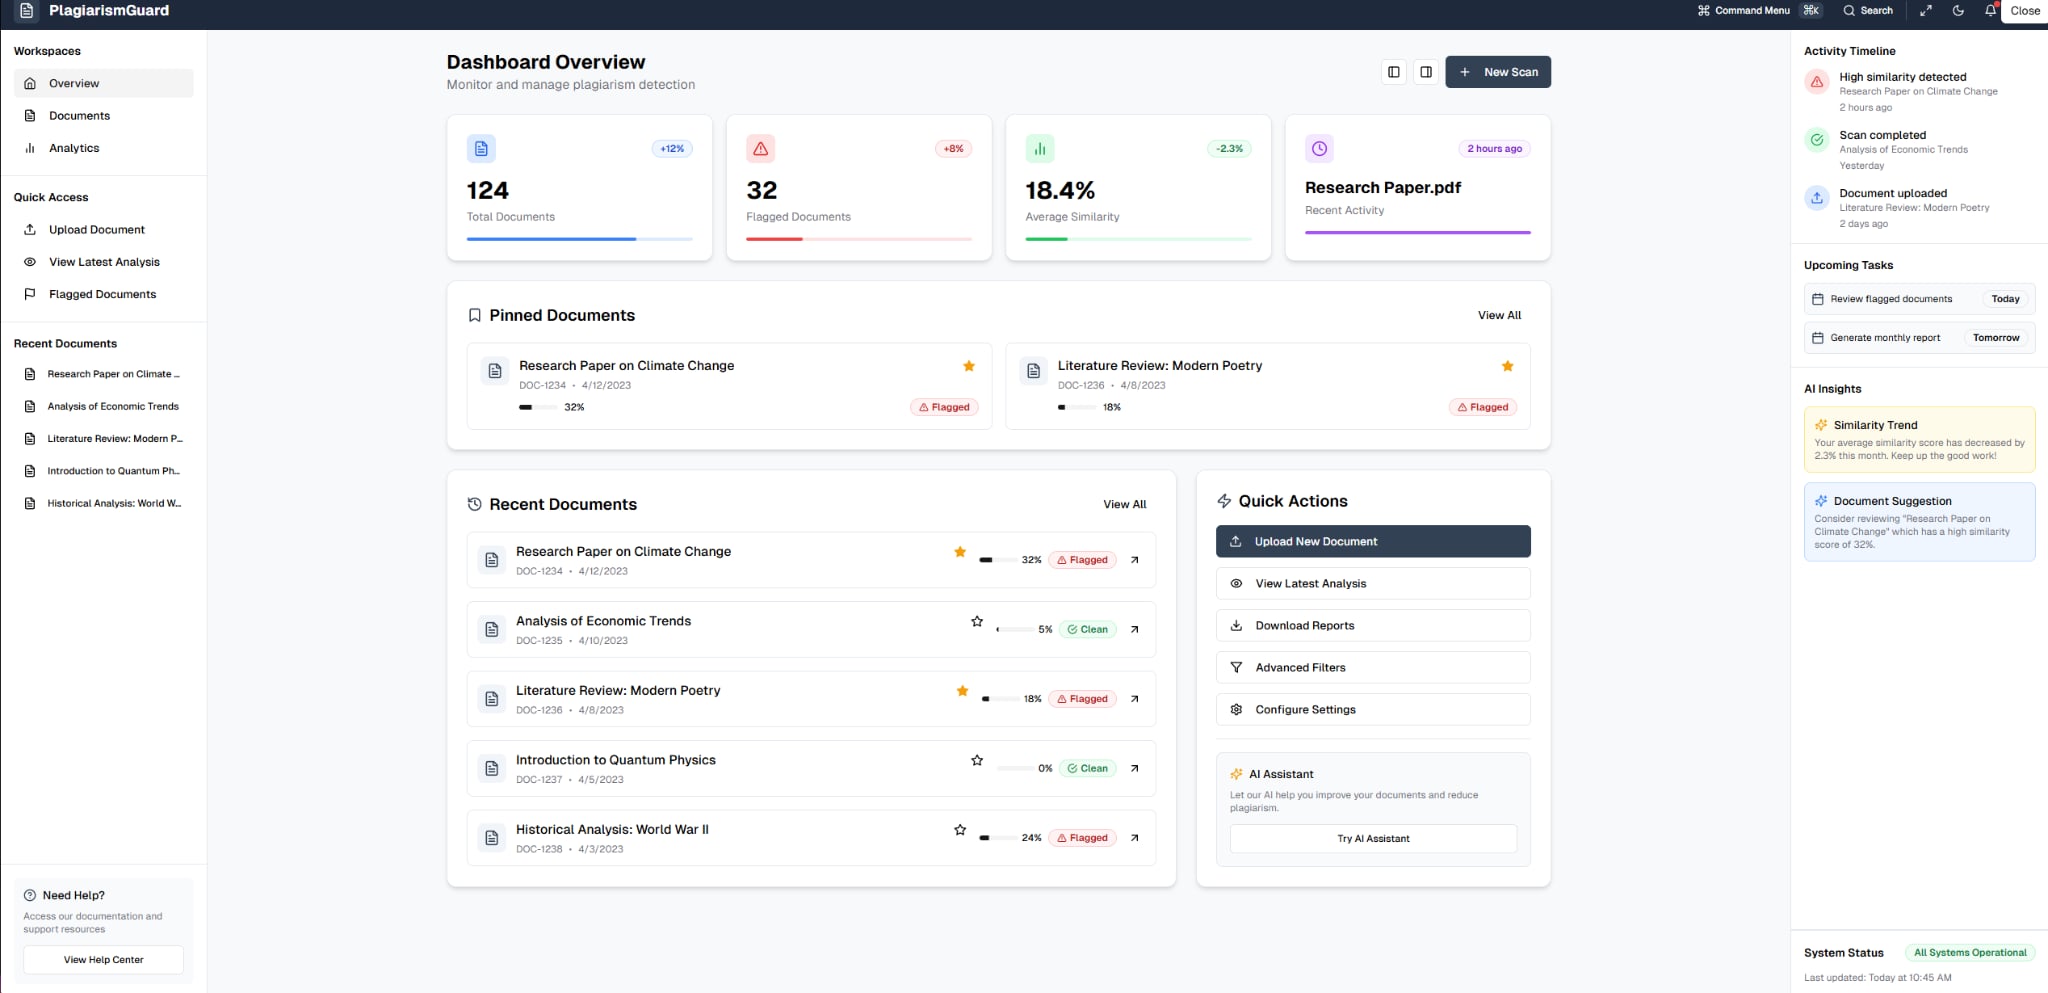 PlagiarismGuard
Command Menu ⌘K
Search
Close
Workspaces
Overview
Documents
Analytics
Quick Access
Upload Document
View Latest Analysis
Flagged Documents
Recent Documents
Research Paper on Climate ...
Analysis of Economic Trends
Literature Review: Modern P...
Introduction to Quantum Ph...
Historical Analysis: World W...
Need Help?
Access our documentation and
support resources
View Help Center
Dashboard Overview
Monitor and manage plagiarism detection
New Scan
+12%
124
Total Documents
+8%
32
Flagged Documents
-2.3%
18.4%
Average Similarity
2 hours ago
Research Paper.pdf
Recent Activity
Pinned Documents
View All
Research Paper on Climate Change
DOC-1234 • 4/12/2023
32%
Flagged
Literature Review: Modern Poetry
DOC-1236 • 4/8/2023
18%
Flagged
Recent Documents
View All
Research Paper on Climate Change
DOC-1234 • 4/12/2023
32% Flagged
Analysis of Economic Trends
DOC-1235 • 4/10/2023
5% Clean
Literature Review: Modern Poetry
DOC-1236 • 4/8/2023
18% Flagged
Introduction to Quantum Physics
DOC-1237 • 4/5/2023
0% Clean
Historical Analysis: World War II
DOC-1238 • 4/3/2023
24% Flagged
Quick Actions
Upload New Document
View Latest Analysis
Download Reports
Advanced Filters
Configure Settings
AI Assistant
Let our AI help you improve your documents and reduce
plagiarism.
Try AI Assistant
Activity Timeline
High similarity detected
Research Paper on Climate Change
2 hours ago
Scan completed
Analysis of Economic Trends
Yesterday
Document uploaded
Literature Review: Modern Poetry
2 days ago
Upcoming Tasks
Review flagged documents Today
Generate monthly report Tomorrow
AI Insights
Similarity Trend
Your average similarity score has decreased by
2.3% this month. Keep up the good work!
Document Suggestion
Consider reviewing "Research Paper on
Climate Change" which has a high similarity
score of 32%.
System Status All Systems Operational
Last updated: Today at 10:45 AM